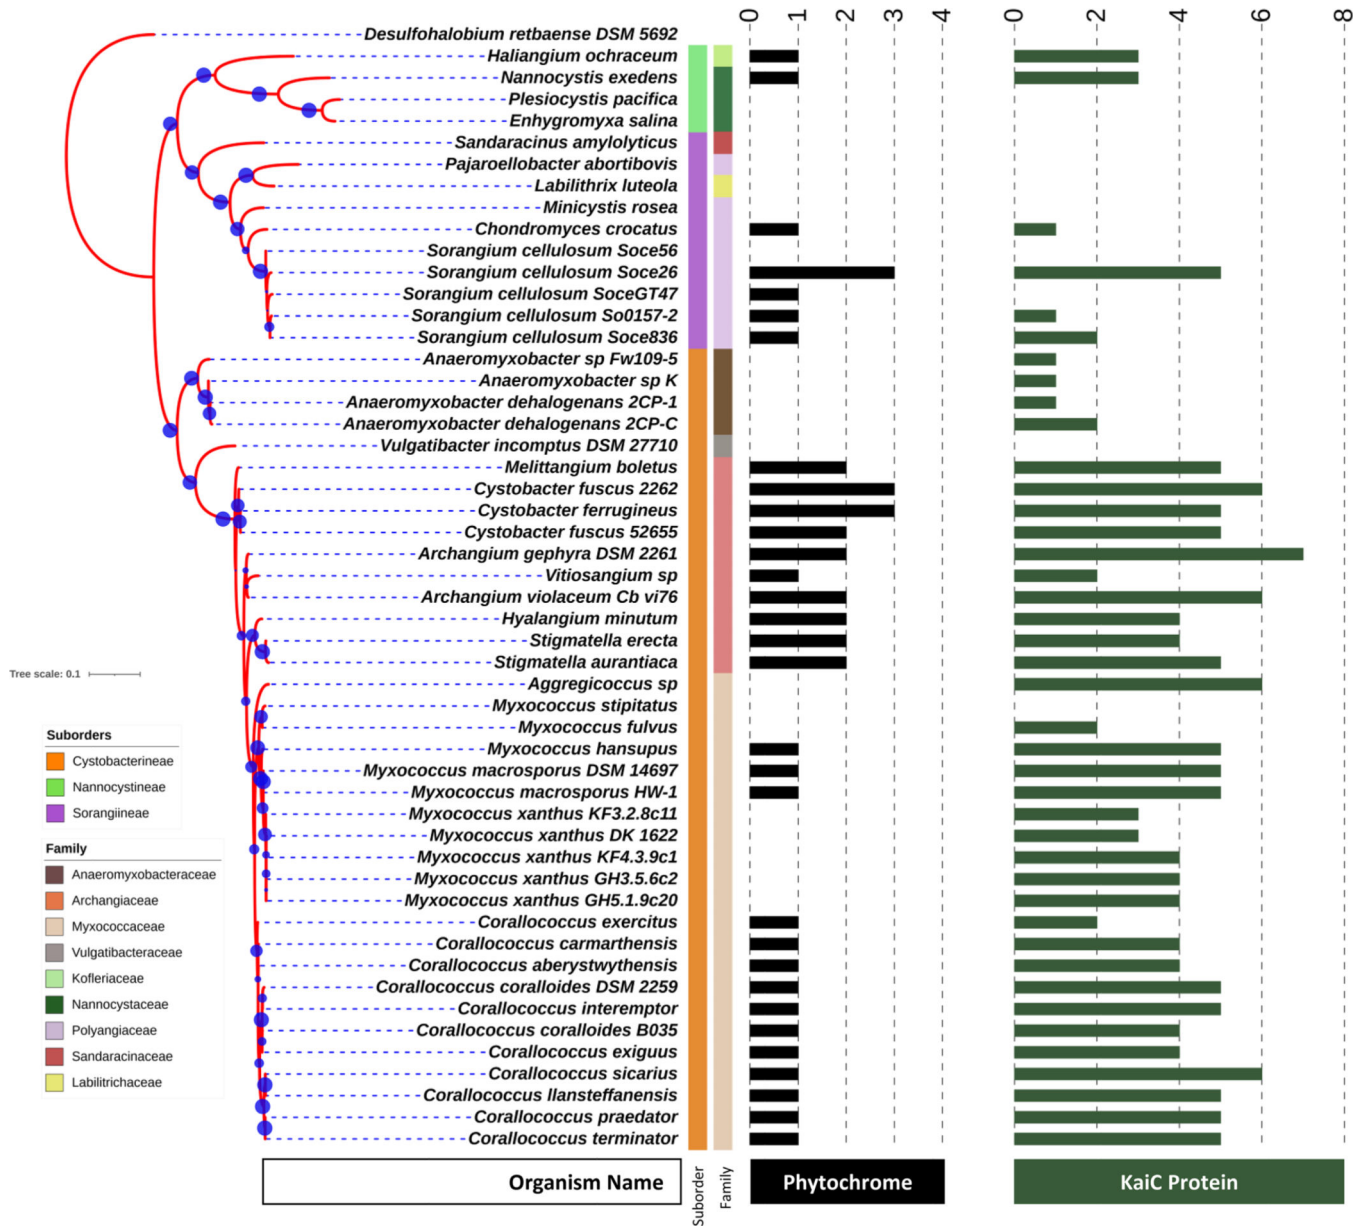 0 1 2 3 4 0 2 4 6 8
Desulfohalobium retbaense DSM 5692
Haliangium ochraceum
Nannocystis exedens
Plesiocystis pacifica
Enhygromyxa salina
Sandaracinus amylolyticus
Pajaroellobacter abortibovis
Labilithrix luteola
Minicystis rosea
Chondromyces crocatus
Sorangium cellulosum Soce56
Sorangium cellulosum Soce26
Sorangium cellulosum SoceGT47
Sorangium cellulosum So0157-2
Sorangium cellulosum Soce836
Anaeromyxobacter sp Fw109-5
Anaeromyxobacter sp K
Anaeromyxobacter dehalogenans 2CP-1
Anaeromyxobacter dehalogenans 2CP-C
Vulgatibacter incomptus DSM 27710
Melittangium boletus
Cystobacter fuscus 2262
Cystobacter ferrugineus
Cystobacter fuscus 52655
Archangium gephyra DSM 2261
Vitiosangium sp
Archangium violaceum Cb vi76
Hyalangium minutum
Stigmatella erecta
Stigmatella aurantiaca
Aggregicoccus sp
Myxococcus stipitatus
Myxococcus fulvus
Myxococcus hansupus
Myxococcus macrosporus DSM 14697
Myxococcus macrosporus HW-1
Myxococcus xanthus KF3.2.8c11
Myxococcus xanthus DK 1622
Myxococcus xanthus KF4.3.9c1
Myxococcus xanthus GH3.5.6c2
Myxococcus xanthus GH5.1.9c20
Corallococcus exercitus
Corallococcus carmarthensis
Corallococcus aberystwythensis
Corallococcus coralloides DSM 2259
Corallococcus interemptor
Corallococcus coralloides B035
Corallococcus exiguus
Corallococcus sicarius
Corallococcus llansteffanensis
Corallococcus praedator
Corallococcus terminator
Tree scale: 0.1
Suborders
Cystobacterineae
Nannocystineae
Sorangiineae
Family
Anaeromyxobacteraceae
Archangiaceae
Myxococcaceae
Vulgatibacteraceae
Kofleriaceae
Nannocystaceae
Polyangiaceae
Sandaracinaceae
Labilitrichaceae
Organism Name
Suborder
Family
Phytochrome
KaiC Protein